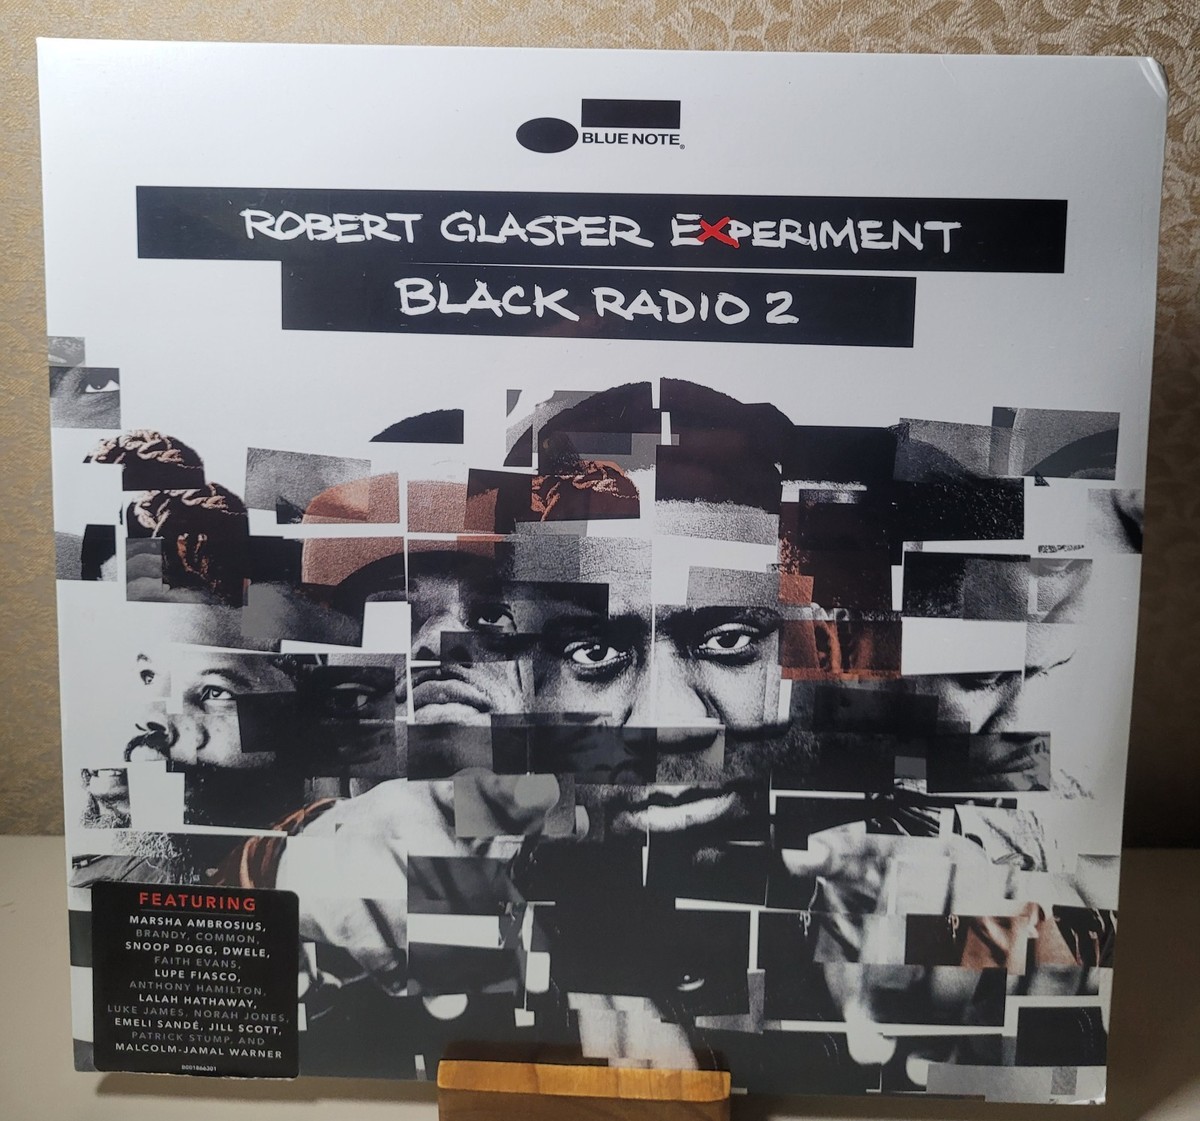 BLUE NOTE®
ROBERT GLASPER EXPERIMENT
BLACK RADIO 2
FEATURING
MARSHA AMBROSIUS,
BRANDY, COMMON,
SNOOP DOGG, DWELE,
FAITH EVANS,
LUPE FIASCO,
ANTHONY HAMILTON,
LALAH HATHAWAY,
LUKE JAMES, NORAH JONES,
EMELI SANDÉ, JILL SCOTT,
PATRICK STUMP, AND
MALCOLM-JAMAL WARNER
B001866301